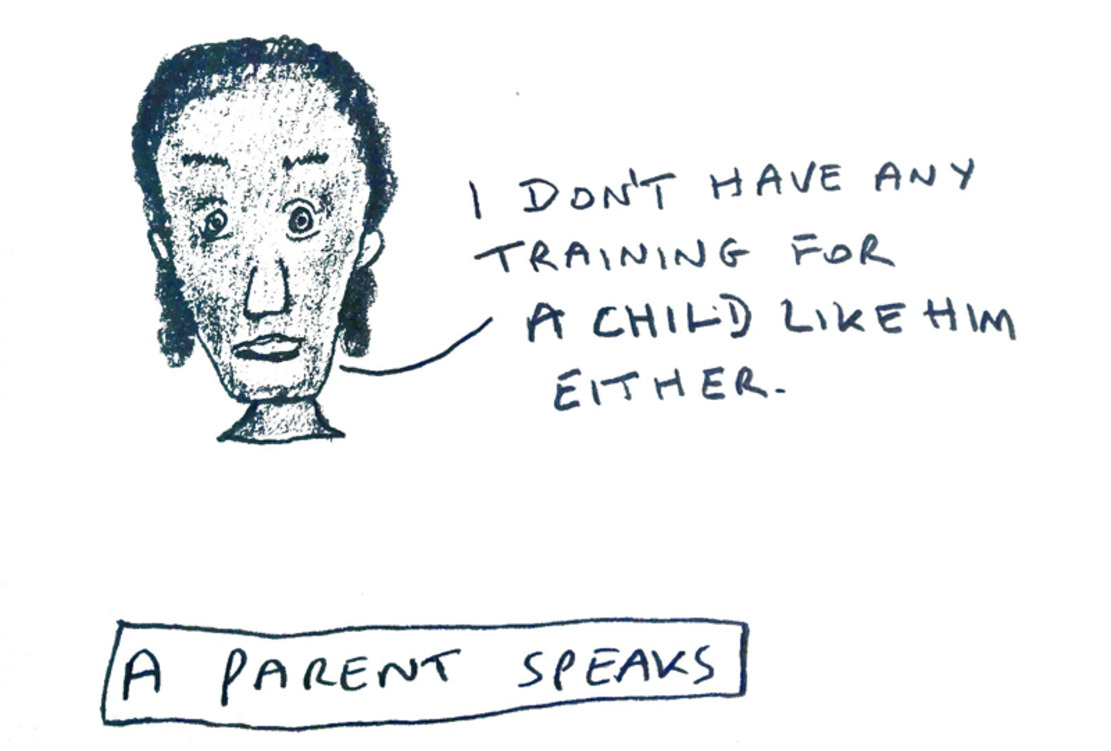 I DON'T HAVE ANY
TRAINING FOR
A CHILD LIKE HIM
EITHER.
A PARENT SPEAKS